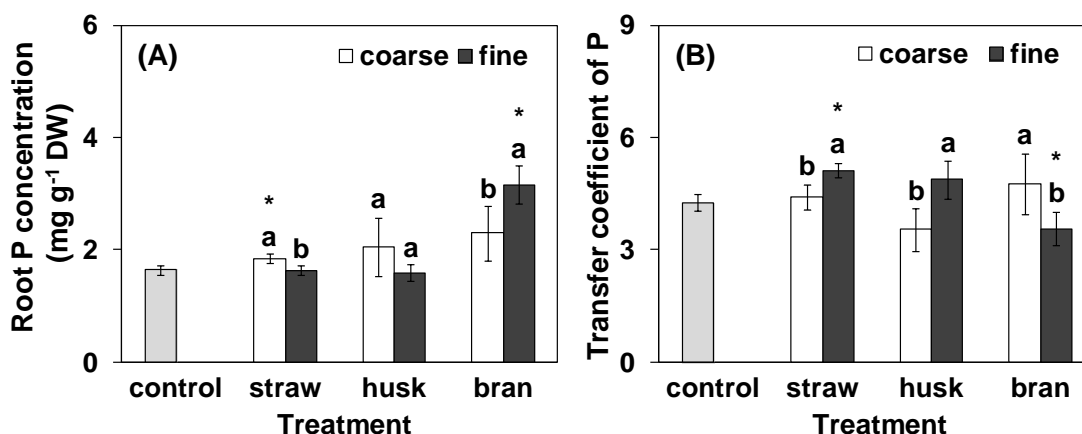 Root P concentration
(mg g-1 DW)
6
4
2
0
(A)
coarse fine
*
a b
a
a
b
*
a
control straw husk bran
Treatment
Transfer coefficient of P
9
6
3
0
(B)
coarse fine
b
*
a
b
a
a
*
b
control straw husk bran
Treatment